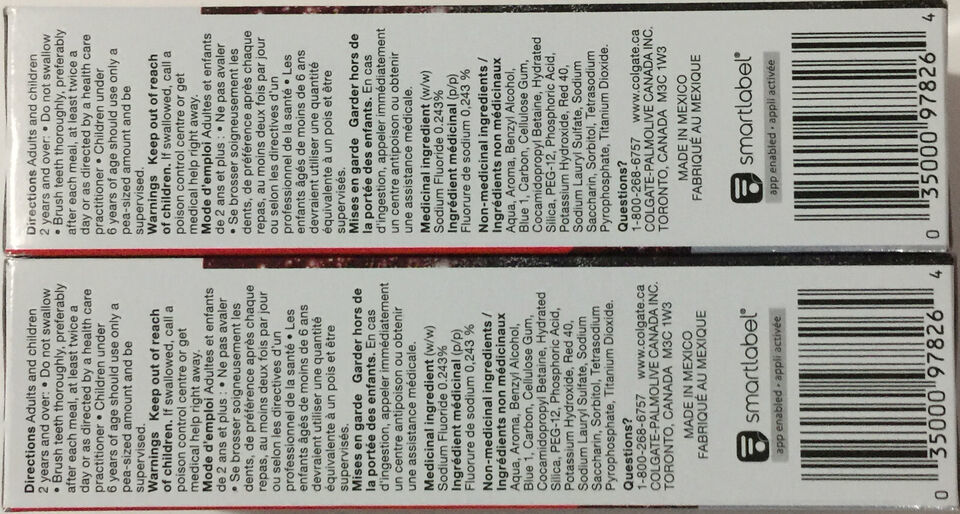 Directions Adults and children
2 years and over: • Do not swallow
• Brush teeth thoroughly, preferably
after each meal, at least twice a
day or as directed by a health care
practitioner • Children under
6 years of age should use only a
pea-sized amount and be
supervised.
Warnings Keep out of reach
of children. If swallowed, call a
poison control centre or get
medical help right away.
Mode d'emploi Adultes et enfants
de 2 ans et plus : • Ne pas avaler
• Se brosser soigneusement les
dents, de préférence après chaque
repas, au moins deux fois par jour
ou selon les directives d'un
professionnel de la santé • Les
enfants âgés de moins de 6 ans
devraient utiliser une quantité
équivalente à un pois et être
supervisés.
Mises en garde Garder hors de
la portée des enfants. En cas
d'ingestion, appeler immédiatement
un centre antipoison ou obtenir
une assistance médicale.
Medicinal ingredient (w/w)
Sodium Fluoride 0.243%
Ingrédient médicinal (p/p)
Fluorure de sodium 0,243 %
Non-medicinal ingredients /
Ingrédients non médicinaux
Aqua, Aroma, Benzyl Alcohol,
Blue 1, Carbon, Cellulose Gum,
Cocamidopropyl Betaine, Hydrated
Silica, PEG-12, Phosphoric Acid,
Potassium Hydroxide, Red 40,
Sodium Lauryl Sulfate, Sodium
Saccharin, Sorbitol, Tetrasodium
Pyrophosphate, Titanium Dioxide.
Questions?
1-800-268-6757 www.colgate.ca
COLGATE-PALMOLIVE CANADA INC.
TORONTO, CANADA M3C 1W3
MADE IN MEXICO
FABRIQUÉ AU MEXIQUE
smartlabel®
app enabled • appli activée
0 35000 97826 4
Directions Adults and children
2 years and over: • Do not swallow
• Brush teeth thoroughly, preferably
after each meal, at least twice a
day or as directed by a health care
practitioner • Children under
6 years of age should use only a
pea-sized amount and be
supervised.
Warnings Keep out of reach
of children. If swallowed, call a
poison control centre or get
medical help right away.
Mode d'emploi Adultes et enfants
de 2 ans et plus : • Ne pas avaler
• Se brosser soigneusement les
dents, de préférence après chaque
repas, au moins deux fois par jour
ou selon les directives d'un
professionnel de la santé • Les
enfants âgés de moins de 6 ans
devraient utiliser une quantité
équivalente à un pois et être
supervisés.
Mises en garde Garder hors de
la portée des enfants. En cas
d'ingestion, appeler immédiatement
un centre antipoison ou obtenir
une assistance médicale.
Medicinal ingredient (w/w)
Sodium Fluoride 0.243%
Ingrédient médicinal (p/p)
Fluorure de sodium 0,243 %
Non-medicinal ingredients /
Ingrédients non médicinaux
Aqua, Aroma, Benzyl Alcohol,
Blue 1, Carbon, Cellulose Gum,
Cocamidopropyl Betaine, Hydrated
Silica, PEG-12, Phosphoric Acid,
Potassium Hydroxide, Red 40,
Sodium Lauryl Sulfate, Sodium
Saccharin, Sorbitol, Tetrasodium
Pyrophosphate, Titanium Dioxide.
Questions?
1-800-268-6757 www.colgate.ca
COLGATE-PALMOLIVE CANADA INC.
TORONTO, CANADA M3C 1W3
MADE IN MEXICO
FABRIQUÉ AU MEXIQUE
smartlabel®
app enabled • appli activée
0 35000 97826 4